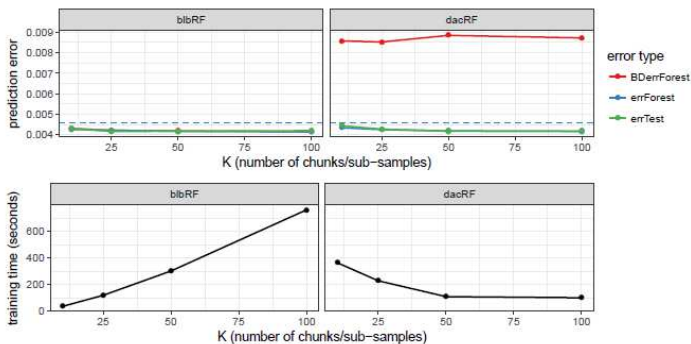 blbRF dacRF
prediction error
0.009
0.008
0.007
0.006
0.005
0.004
0 25 50 75 100 0 25 50 75 100
K (number of chunks/sub-samples)
error type
BDerrForest
errForest
errTest
blbRF dacRF
training time (seconds)
600
400
200
0
25 50 75 100 25 50 75 100
K (number of chunks/sub-samples)